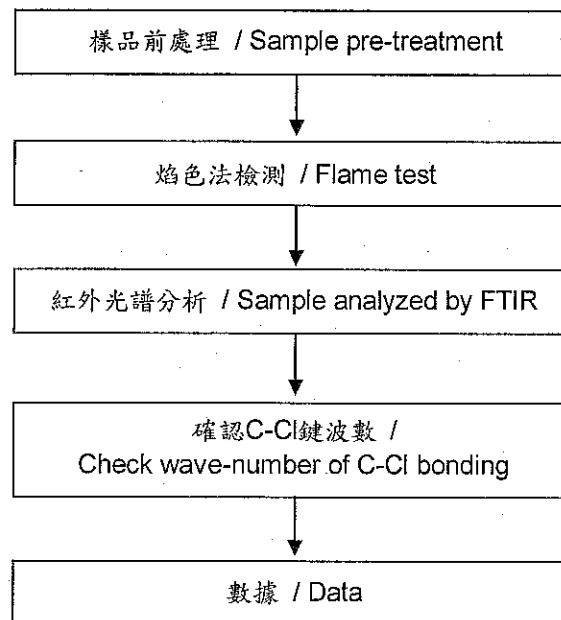 樣品前處理 / Sample pre-treatment
焰色法檢測 / Flame test
紅外光譜分析 / Sample analyzed by FTIR
確認C-Cl鍵波數 /
Check wave-number of C-Cl bonding
數據 / Data